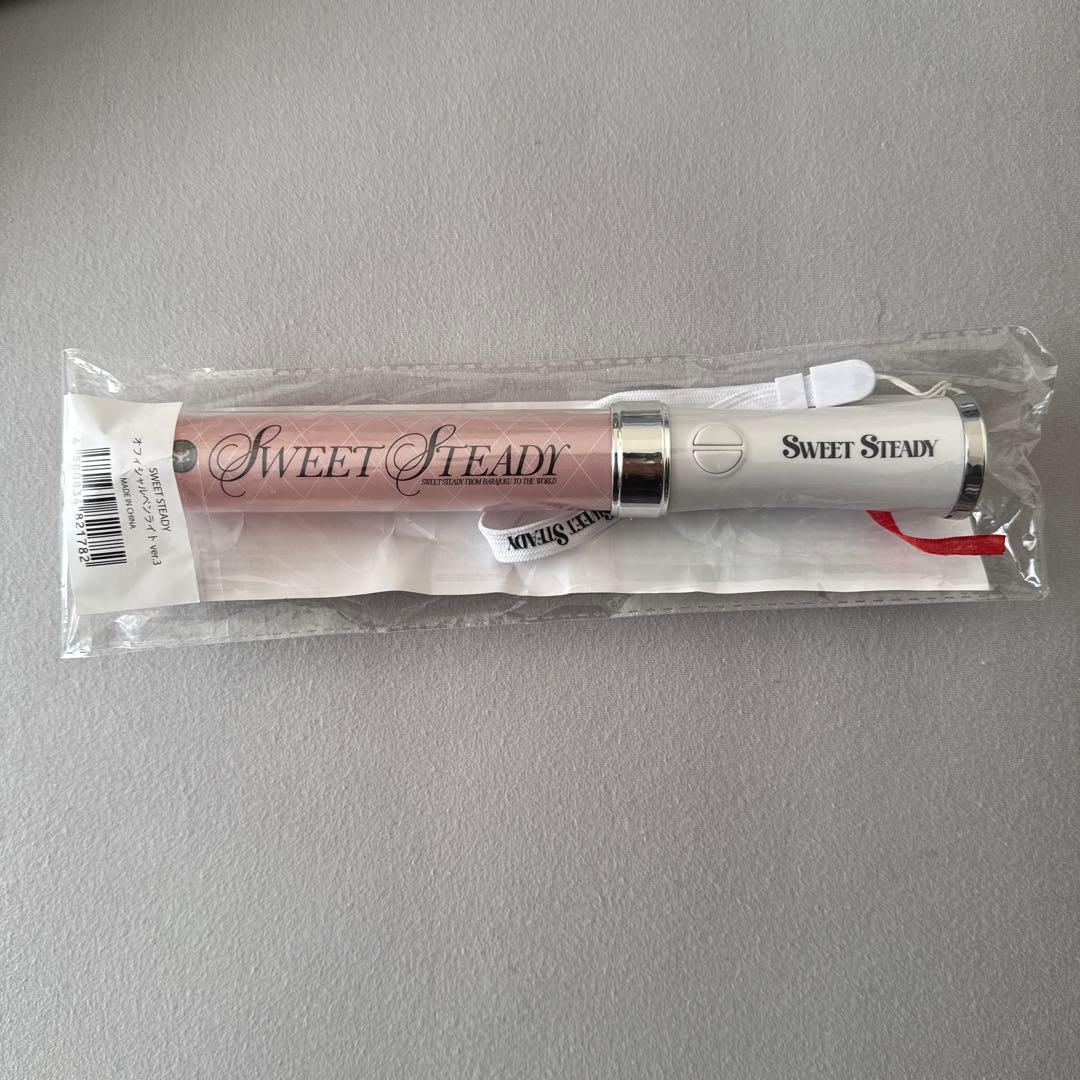 SWEET STEADY
オフィシャルペンライト ver.3
MADE IN CHINA
SWEET STEADY
SWEET STEADY FROM HARAJUKU TO THE WORLD
SWEET STEADY
SWEET STEADY